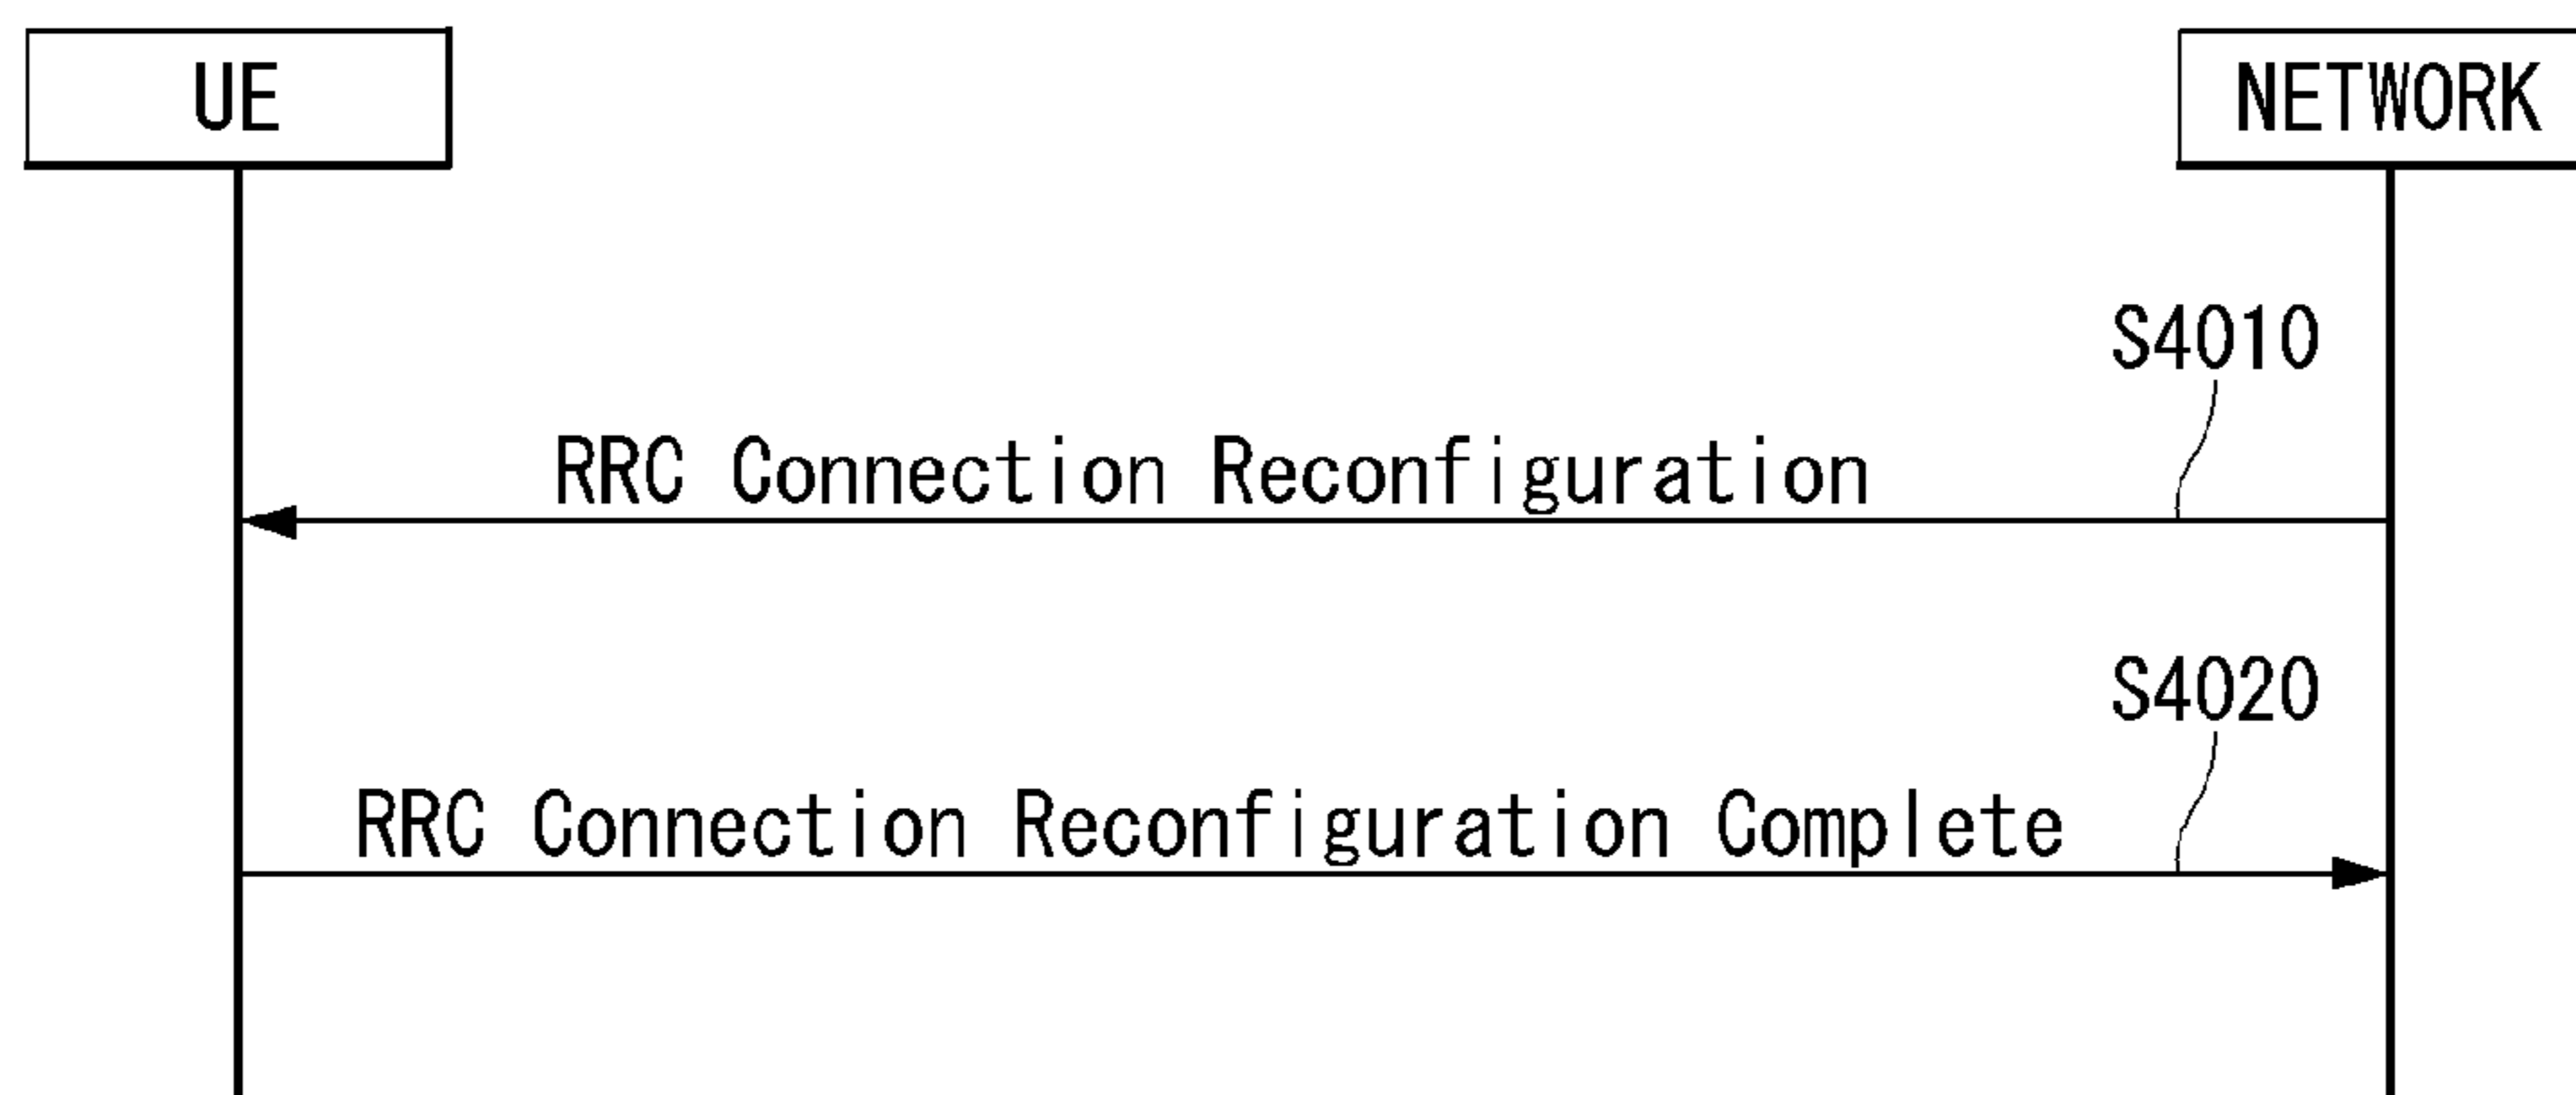 UE
NETWORK
S4010
RRC Connection Reconfiguration
S4020
RRC Connection Reconfiguration Complete